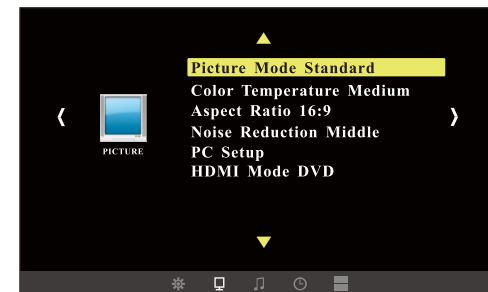 Picture Mode Standard
Color Temperature Medium
Aspect Ratio 16:9
Noise Reduction Middle
PICTURE
PC Setup
HDMI Mode DVD